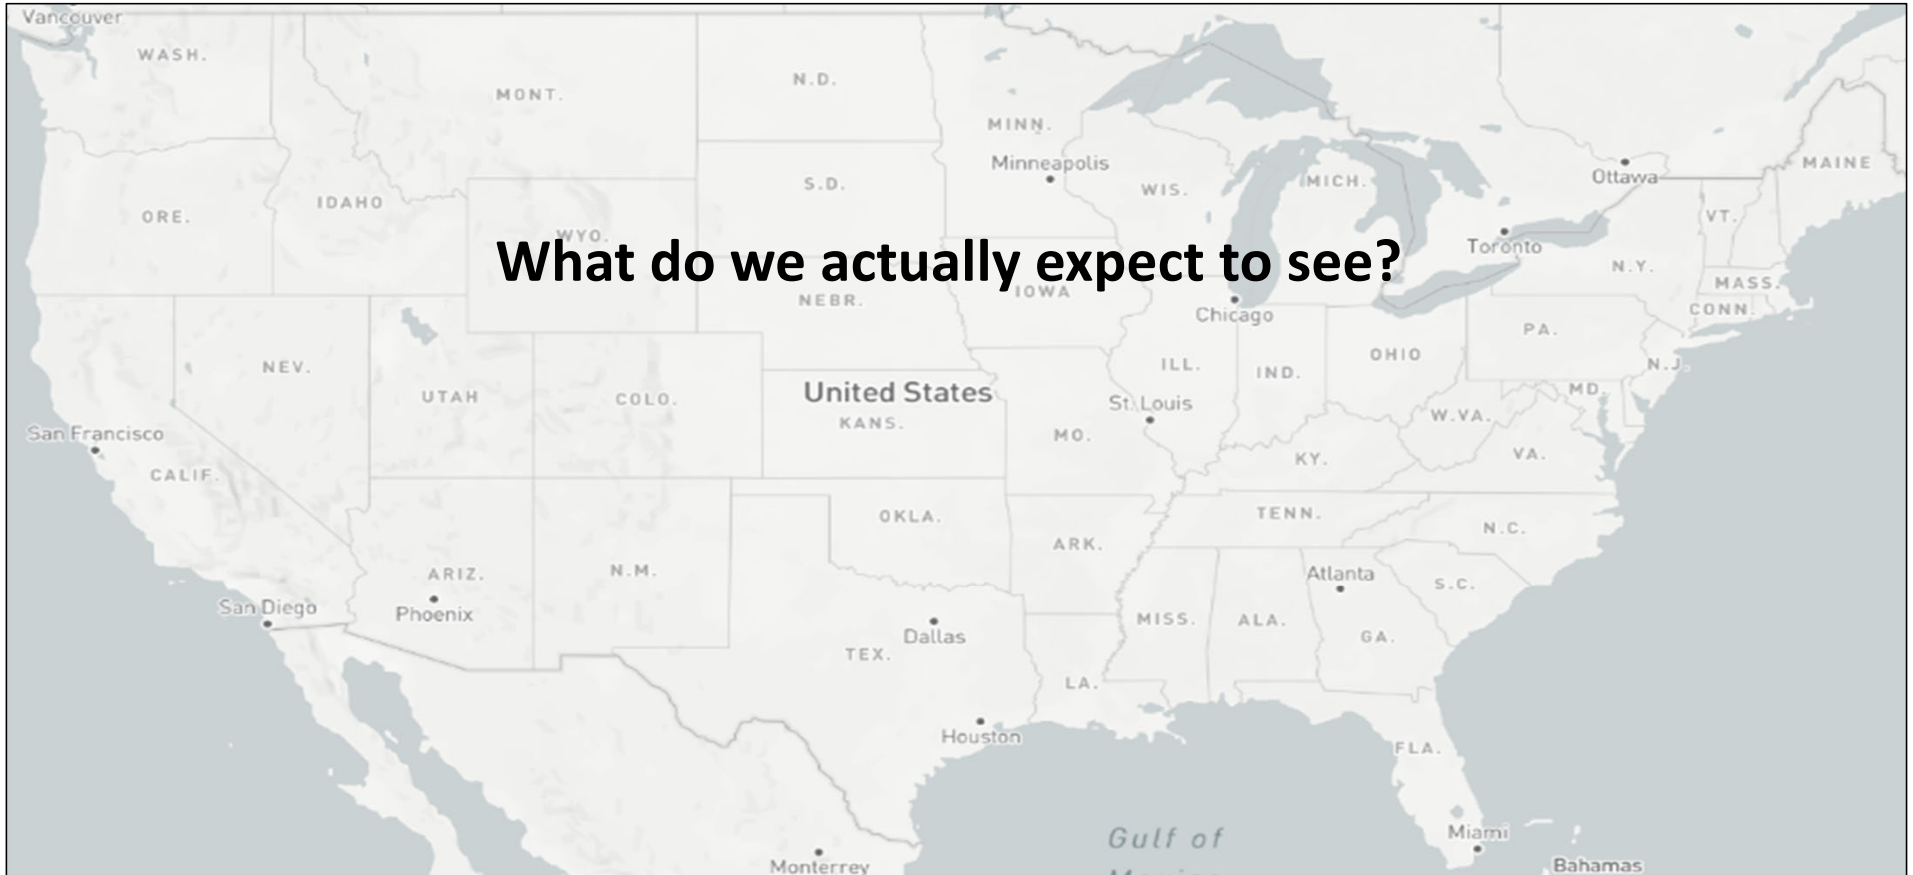 Vancouver
WASH.
MONT.
N.D.
MINN.
Minneapolis
Ottawa
MAINE
S.D.
WIS.
MICH.
IDAHO
ORE.
VT.
WYO.
What do we actually expect to see?
Toronto
N.Y.
MASS.
IOWA
NEBR.
CONN.
Chicago
PA.
OHIO
NEV.
ILL.
IND.
N.J.
UTAH
COLO.
United States
MD.
KANS.
St. Louis
W.VA.
San Francisco
MO.
VA.
KY.
CALIF.
OKLA.
TENN.
N.C.
ARK.
ARIZ.
N.M.
Atlanta
S.C.
San Diego
Phoenix
MISS.
ALA.
Dallas
GA.
TEX.
LA.
Houston
FLA.
Gulf of
Miami
Monterrey
Bahamas